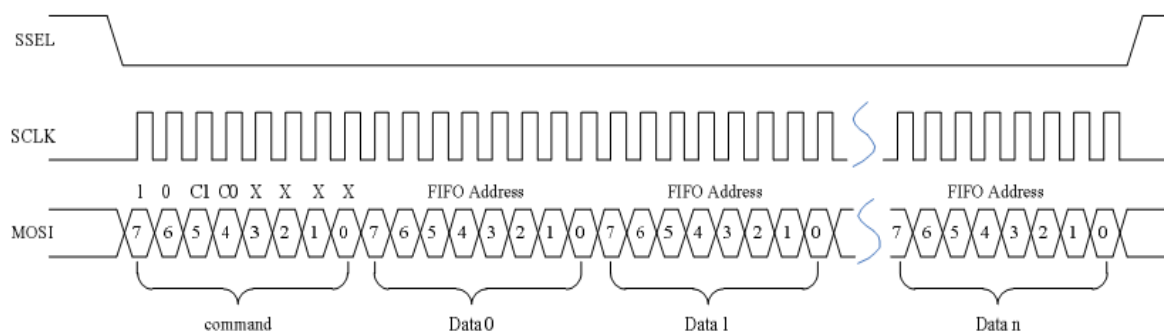 SSEL
SCLK
1 0 C1 C0 X X X X FIFO Address FIFO Address FIFO Address
MOSI 7 6 5 4 3 2 1 0 7 6 5 4 3 2 1 0 7 6 5 4 3 2 1 0 7 6 5 4 3 2 1 0
command Data 0 Data 1 Data n